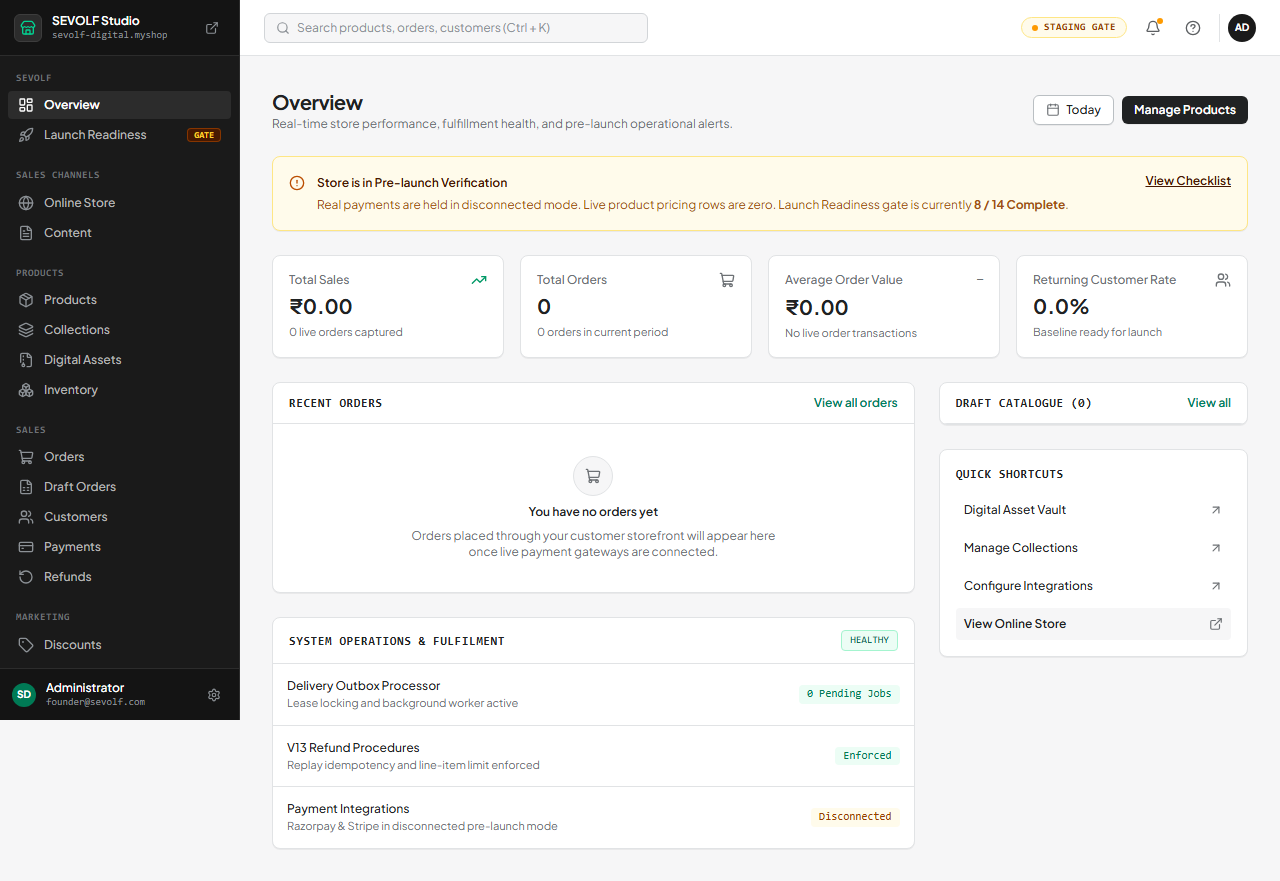 SEVOLF Studio
sevolf-digital.myshop
Search products, orders, customers (Ctrl + K)
STAGING GATE
AD
SEVOLF
Overview
Launch Readiness
GATE
SALES CHANNELS
Online Store
Content
PRODUCTS
Products
Collections
Digital Assets
Inventory
SALES
Orders
Draft Orders
Customers
Payments
Refunds
MARKETING
Discounts
SD
Administrator
founder@sevolf.com
Overview
Real-time store performance, fulfillment health, and pre-launch operational alerts.
Today
Manage Products
Store is in Pre-launch Verification
View Checklist
Real payments are held in disconnected mode. Live product pricing rows are zero. Launch Readiness gate is currently 8 / 14 Complete.
Total Sales
₹0.00
0 live orders captured
Total Orders
0
0 orders in current period
Average Order Value
–
₹0.00
No live order transactions
Returning Customer Rate
0.0%
Baseline ready for launch
RECENT ORDERS
View all orders
You have no orders yet
Orders placed through your customer storefront will appear here
once live payment gateways are connected.
DRAFT CATALOGUE (0)
View all
QUICK SHORTCUTS
Digital Asset Vault
Manage Collections
Configure Integrations
View Online Store
SYSTEM OPERATIONS & FULFILMENT
HEALTHY
Delivery Outbox Processor
Lease locking and background worker active
0 Pending Jobs
V13 Refund Procedures
Replay idempotency and line-item limit enforced
Enforced
Payment Integrations
Razorpay & Stripe in disconnected pre-launch mode
Disconnected